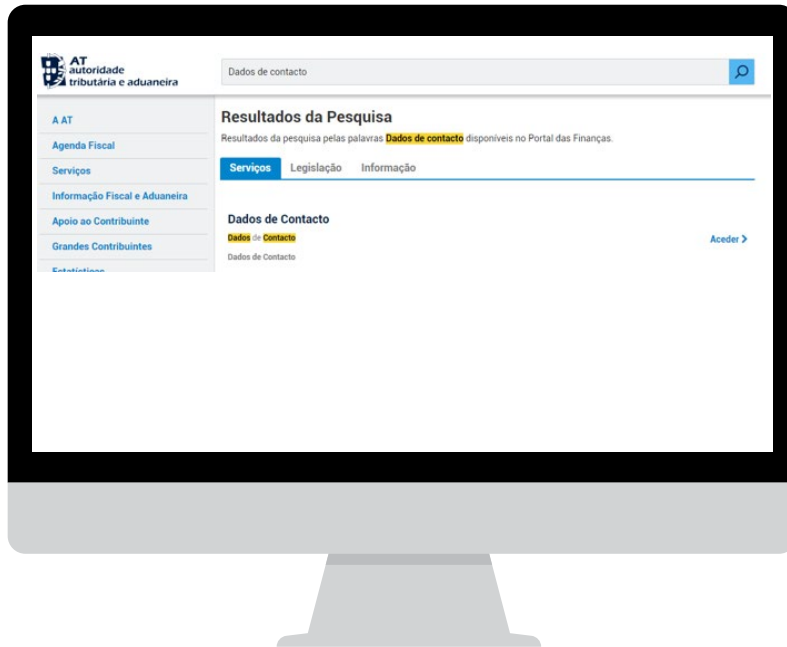 AT
autoridade
tributária e aduaneira
Dados de contacto
A AT
Agenda Fiscal
Serviços
Informação Fiscal e Aduaneira
Apoio ao Contribuinte
Grandes Contribuintes
Estatísticas
Resultados da Pesquisa
Resultados da pesquisa pelas palavras Dados de contacto disponíveis no Portal das Finanças.
Serviços Legislação Informação
Dados de Contacto
Dados de Contacto
Aceder
Dados de Contacto